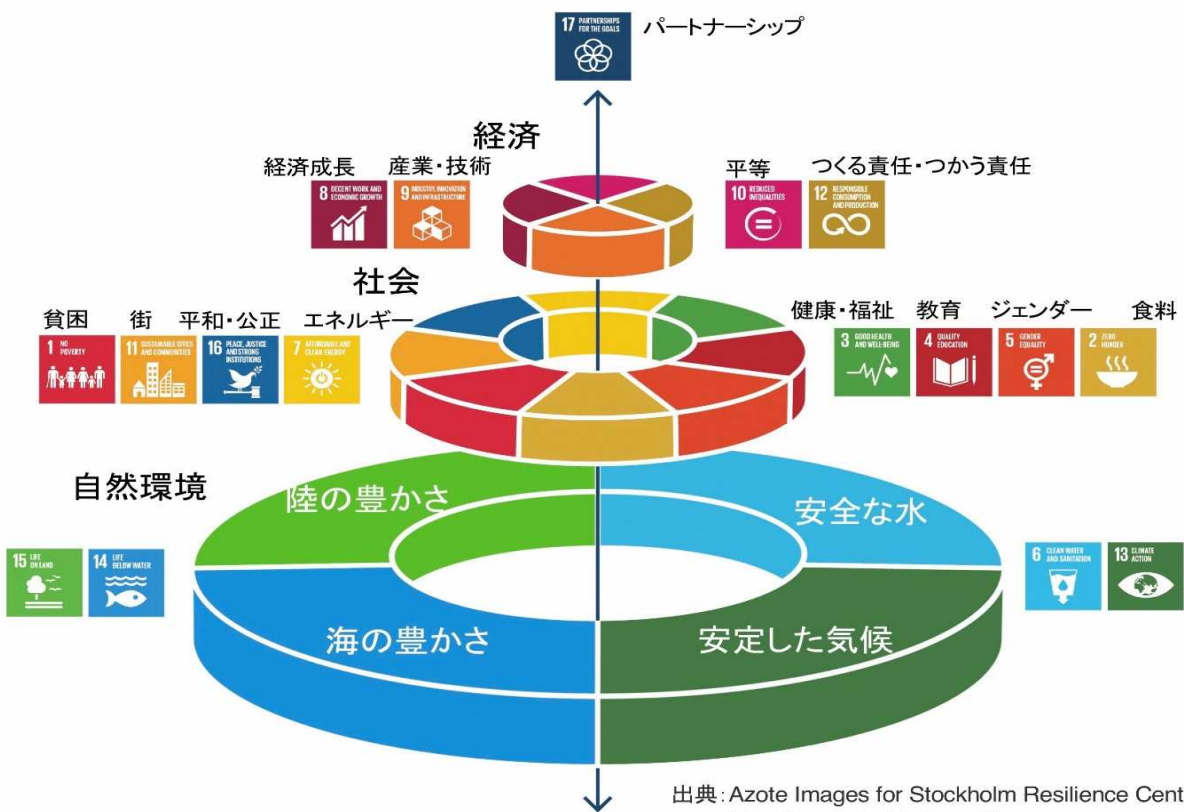 17 PARTNERSHIPS
FOR THE GOALS
パートナーシップ
経済
経済成長
産業・技術
平等
つくる責任・つかう責任
8 DECENT WORK AND
ECONOMIC GROWTH
9 INDUSTRY, INNOVATION
AND INFRASTRUCTURE
10 REDUCED
INEQUALITIES
12 RESPONSIBLE
CONSUMPTION
AND PRODUCTION
社会
貧困
街
平和・公正
エネルギー
健康・福祉
教育
ジェンダー
食料
1 NO
POVERTY
11 SUSTAINABLE CITIES
AND COMMUNITIES
16 PEACE, JUSTICE
AND STRONG
INSTITUTIONS
7 AFFORDABLE AND
CLEAN ENERGY
3 GOOD HEALTH
AND WELL-BEING
4 QUALITY
EDUCATION
5 GENDER
EQUALITY
2 ZERO
HUNGER
自然環境
陸の豊かさ
安全な水
15 LIFE
ON LAND
14 LIFE
BELOW WATER
6 CLEAN WATER
AND SANITATION
13 CLIMATE
ACTION
海の豊かさ
安定した気候
出典：Azote Images for Stockholm Resilience Cent